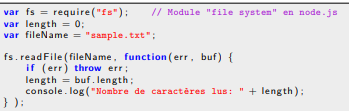 var fs = require("fs");    // Module "file system" en node.js
var length = 0;
var fileName = "sample.txt";

fs.readFile(fileName, function(err, buf) {
    if (err) throw err;
    length = buf.length;
    console.log("Nombre de caractères lus: " + length);
} );